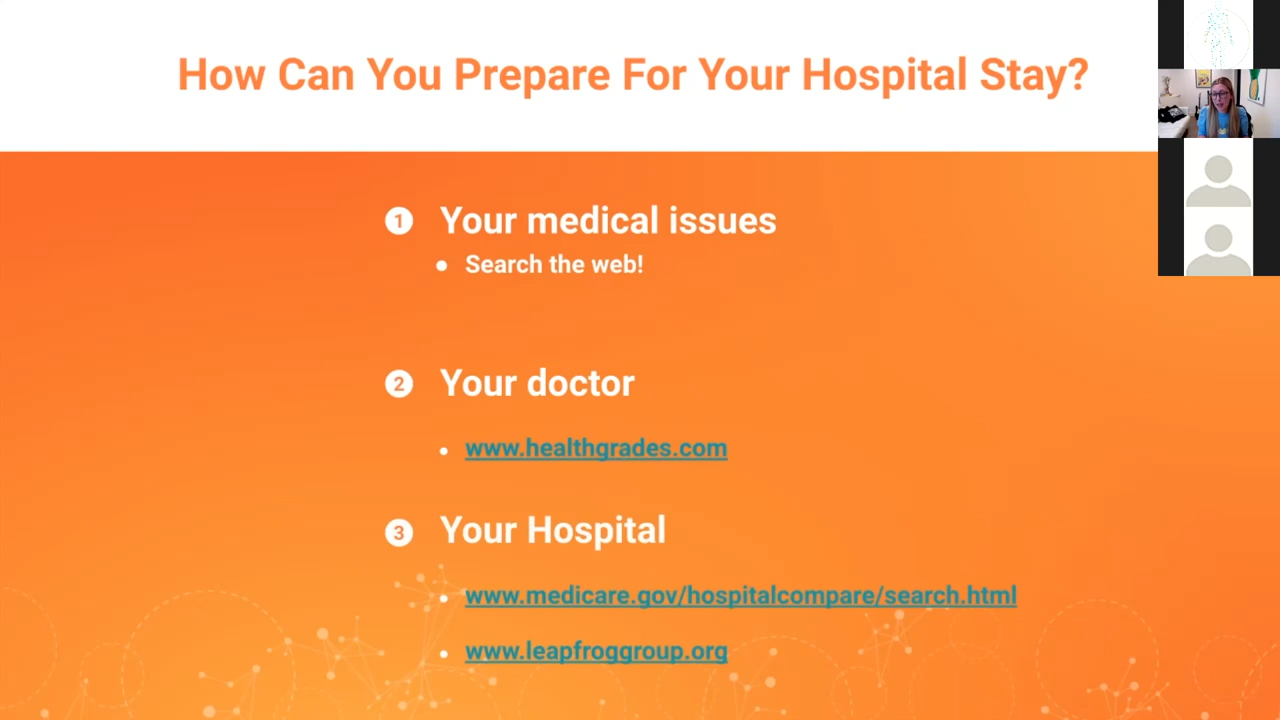 How Can You Prepare For Your Hospital Stay?
1 Your medical issues
• Search the web!
2 Your doctor
• www.healthgrades.com
3 Your Hospital
• www.medicare.gov/hospitalcompare/search.html
• www.leapfroggroup.org